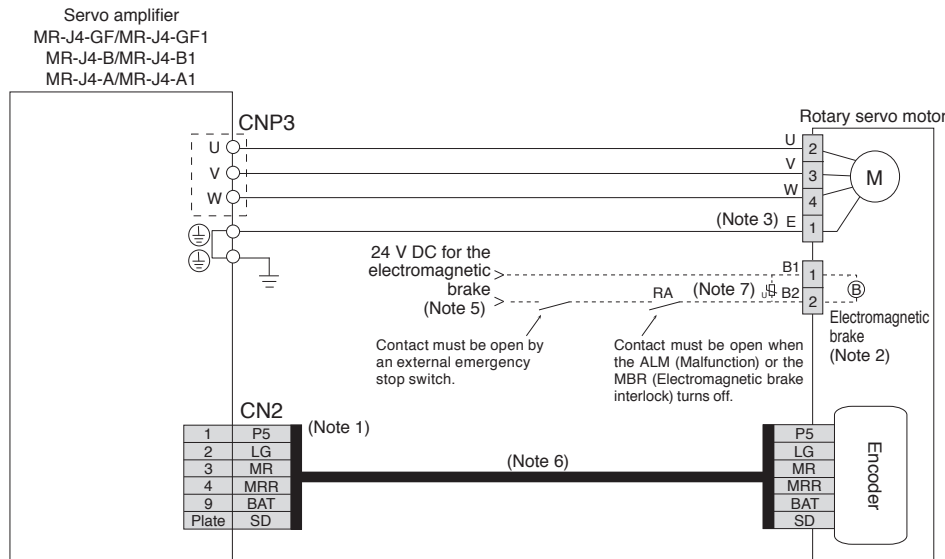 Servo amplifier
MR-J4-GF/MR-J4-GF1
MR-J4-B/MR-J4-B1
MR-J4-A/MR-J4-A1
CNP3
Rotary servo motor
U
V
W
U
2
V
3
W
4
(Note 3) E
1
M
24 V DC for the
electromagnetic
brake
(Note 5)
RA
(Note 7)
U
B1
1
B2
2
B
Electromagnetic
brake
(Note 2)
Contact must be open by
an external emergency
stop switch.
Contact must be open when
the ALM (Malfunction) or the
MBR (Electromagnetic brake
interlock) turns off.
CN2
(Note 1)
1 P5
2 LG
3 MR
4 MRR
9 BAT
Plate SD
(Note 6)
P5
LG
MR
MRR
BAT
SD
Encoder